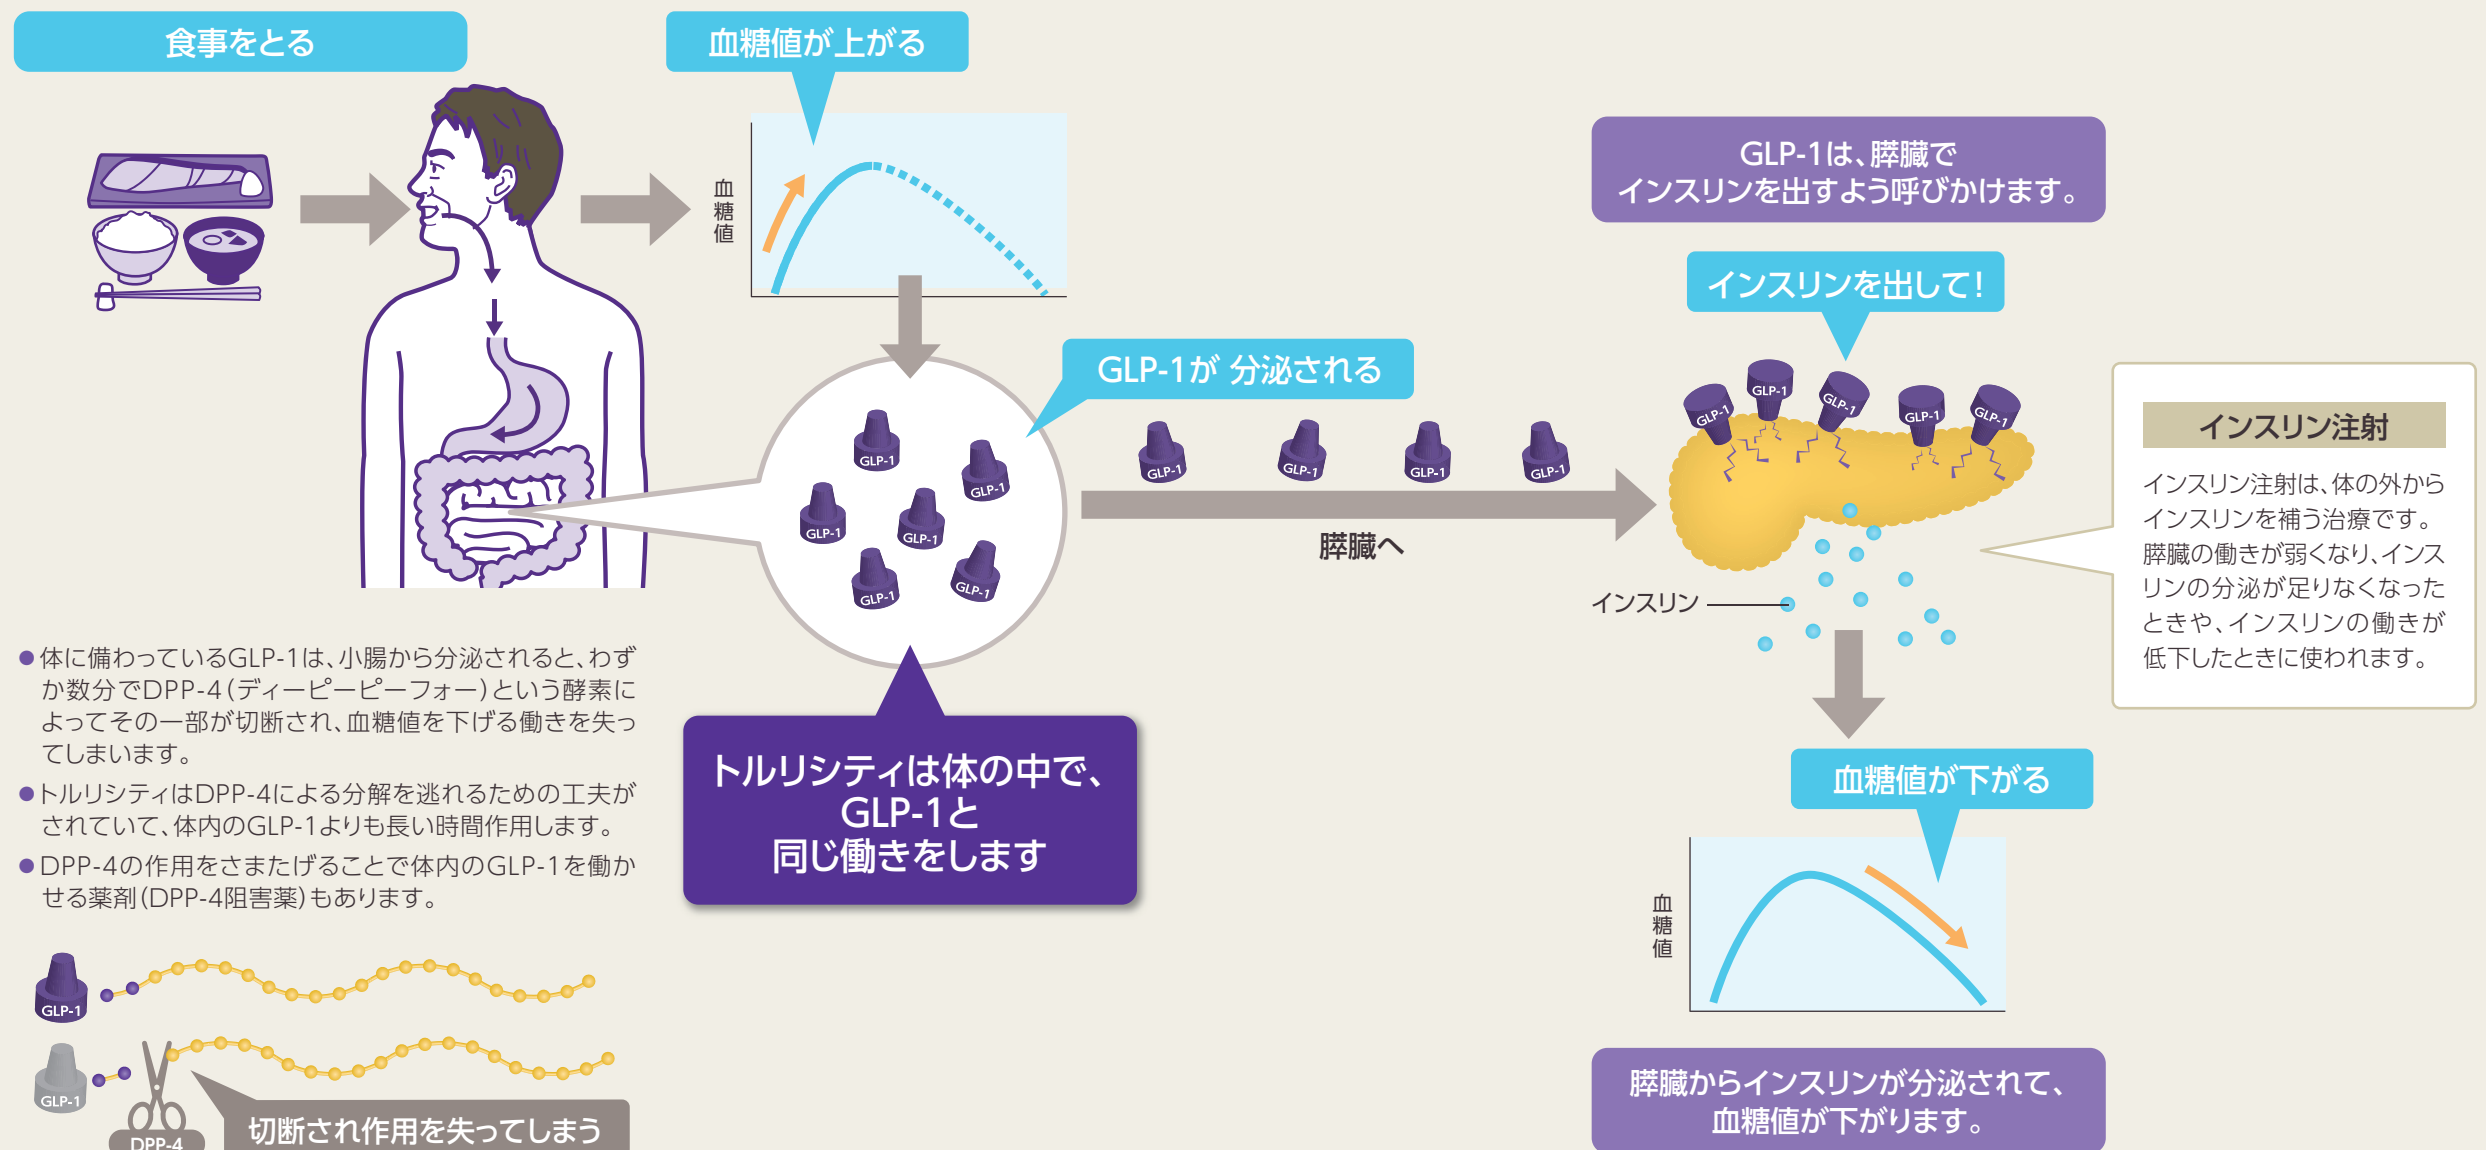 食事をとる
血糖値が上がる
血糖値
GLP-1が 分泌される
GLP-1
GLP-1
GLP-1
GLP-1
GLP-1
GLP-1
トルリシティは体の中で、
GLP-1と
同じ働きをします
GLP-1
GLP-1
GLP-1
GLP-1
膵臓へ
GLP-1は、膵臓で
インスリンを出すよう呼びかけます。
インスリンを出して!
GLP-1
GLP-1
GLP-1
GLP-1
GLP-1
インスリン
インスリン注射
インスリン注射は、体の外から
インスリンを補う治療です。
膵臓の働きが弱くなり、インス
リンの分泌が足りなくなった
ときや、インスリンの働きが
低下したときに使われます。
血糖値が下がる
血糖値
膵臓からインスリンが分泌されて、
血糖値が下がります。
●体に備わっているGLP-1は、小腸から分泌されると、わず
か数分でDPP-4(ディーピーピーフォー)という酵素に
よってその一部が切断され、血糖値を下げる働きを失っ
てしまいます。
●トルリシティはDPP-4による分解を逃れるための工夫が
されていて、体内のGLP-1よりも長い時間作用します。
●DPP-4の作用をさまたげることで体内のGLP-1を働か
せる薬剤(DPP-4阻害薬)もあります。
GLP-1
GLP-1
DPP-4
切断され作用を失ってしまう